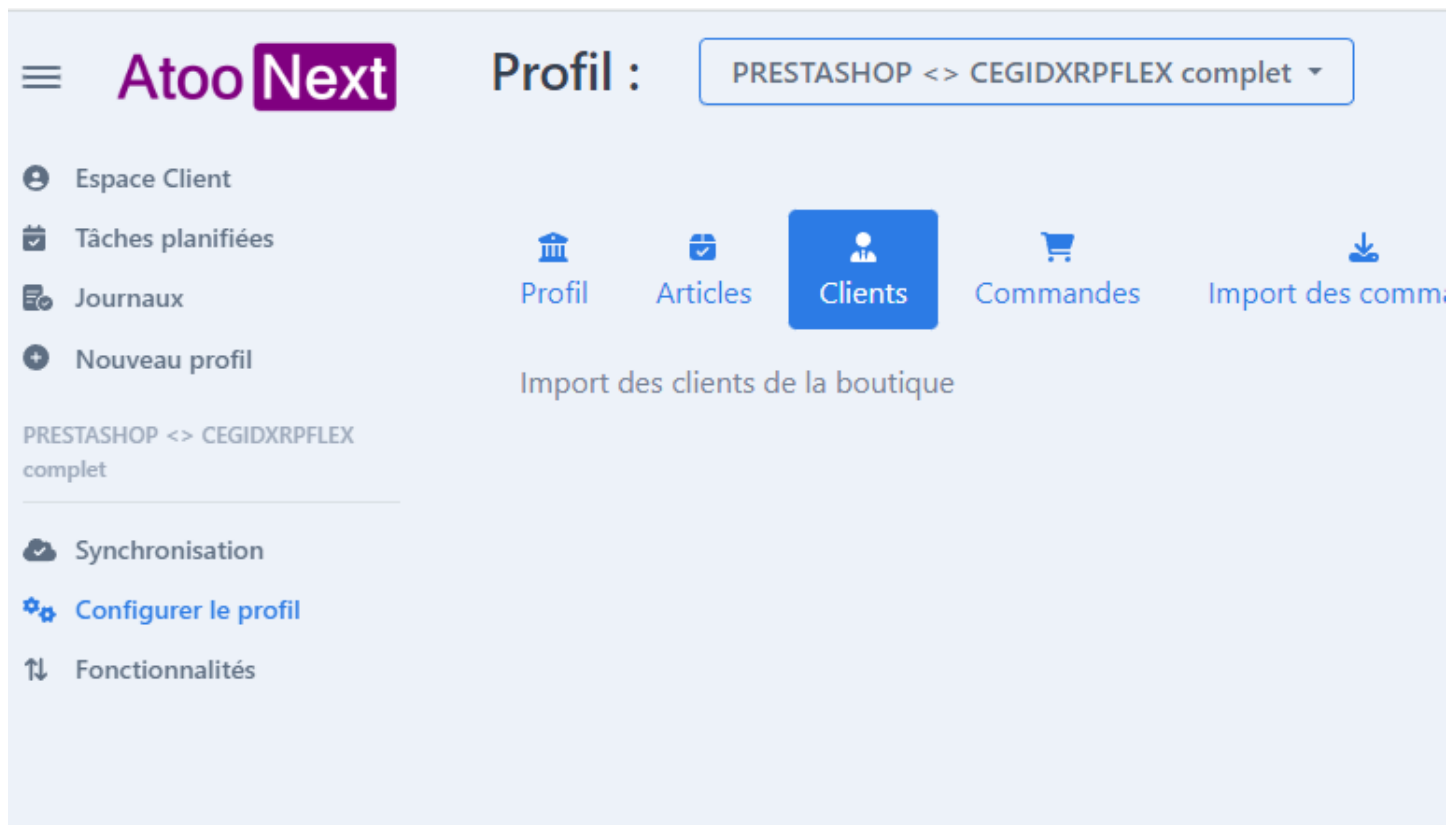 Atoo Next
Profil :
PRESTASHOP <> CEGIDXRPFLEX complet
Espace Client
Tâches planifiées
Journaux
Nouveau profil
PRESTASHOP <> CEGIDXRPFLEX
complet
Synchronisation
Configurer le profil
Fonctionnalités
Profil Articles Clients Commandes Import des comma
Import des clients de la boutique